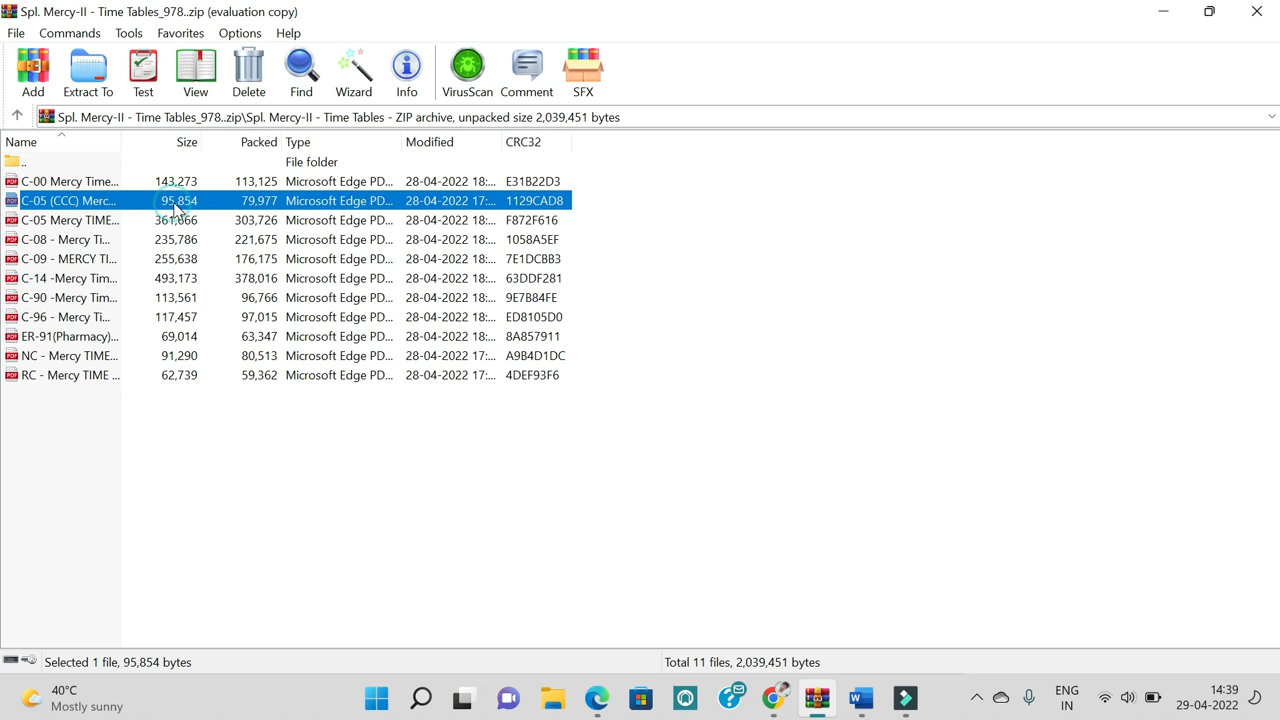 Spl. Mercy-II - Time Tables_978..zip (evaluation copy)
File Commands Tools Favorites Options Help
Add Extract To Test View Delete Find Wizard Info VirusScan Comment SFX
Spl. Mercy-II - Time Tables_978..zip\Spl. Mercy-II - Time Tables - ZIP archive, unpacked size 2,039,451 bytes
Name Size Packed Type Modified CRC32
.. File folder
C-00 Mercy Time... 143,273 113,125 Microsoft Edge PD... 28-04-2022 18:... E31B22D3
C-05 (CCC) Merc... 95,854 79,977 Microsoft Edge PD... 28-04-2022 17:... 1129CAD8
C-05 Mercy TIME... 361,666 303,726 Microsoft Edge PD... 28-04-2022 18:... F872F616
C-08 - Mercy Ti... 235,786 221,675 Microsoft Edge PD... 28-04-2022 18:... 1058A5EF
C-09 - MERCY TI... 255,638 176,175 Microsoft Edge PD... 28-04-2022 18:... 7E1DCBB3
C-14 -Mercy Tim... 493,173 378,016 Microsoft Edge PD... 28-04-2022 18:... 63DDF281
C-90 -Mercy Tim... 113,561 96,766 Microsoft Edge PD... 28-04-2022 18:... 9E7B84FE
C-96 - Mercy Ti... 117,457 97,015 Microsoft Edge PD... 28-04-2022 18:... ED8105D0
ER-91(Pharmacy)... 69,014 63,347 Microsoft Edge PD... 28-04-2022 18:... 8A857911
NC - Mercy TIME... 91,290 80,513 Microsoft Edge PD... 28-04-2022 17:... A9B4D1DC
RC - Mercy TIME ... 62,739 59,362 Microsoft Edge PD... 28-04-2022 17:... 4DEF93F6
Selected 1 file, 95,854 bytes Total 11 files, 2,039,451 bytes
40°C ENG 14:39
Mostly sunny IN 29-04-2022